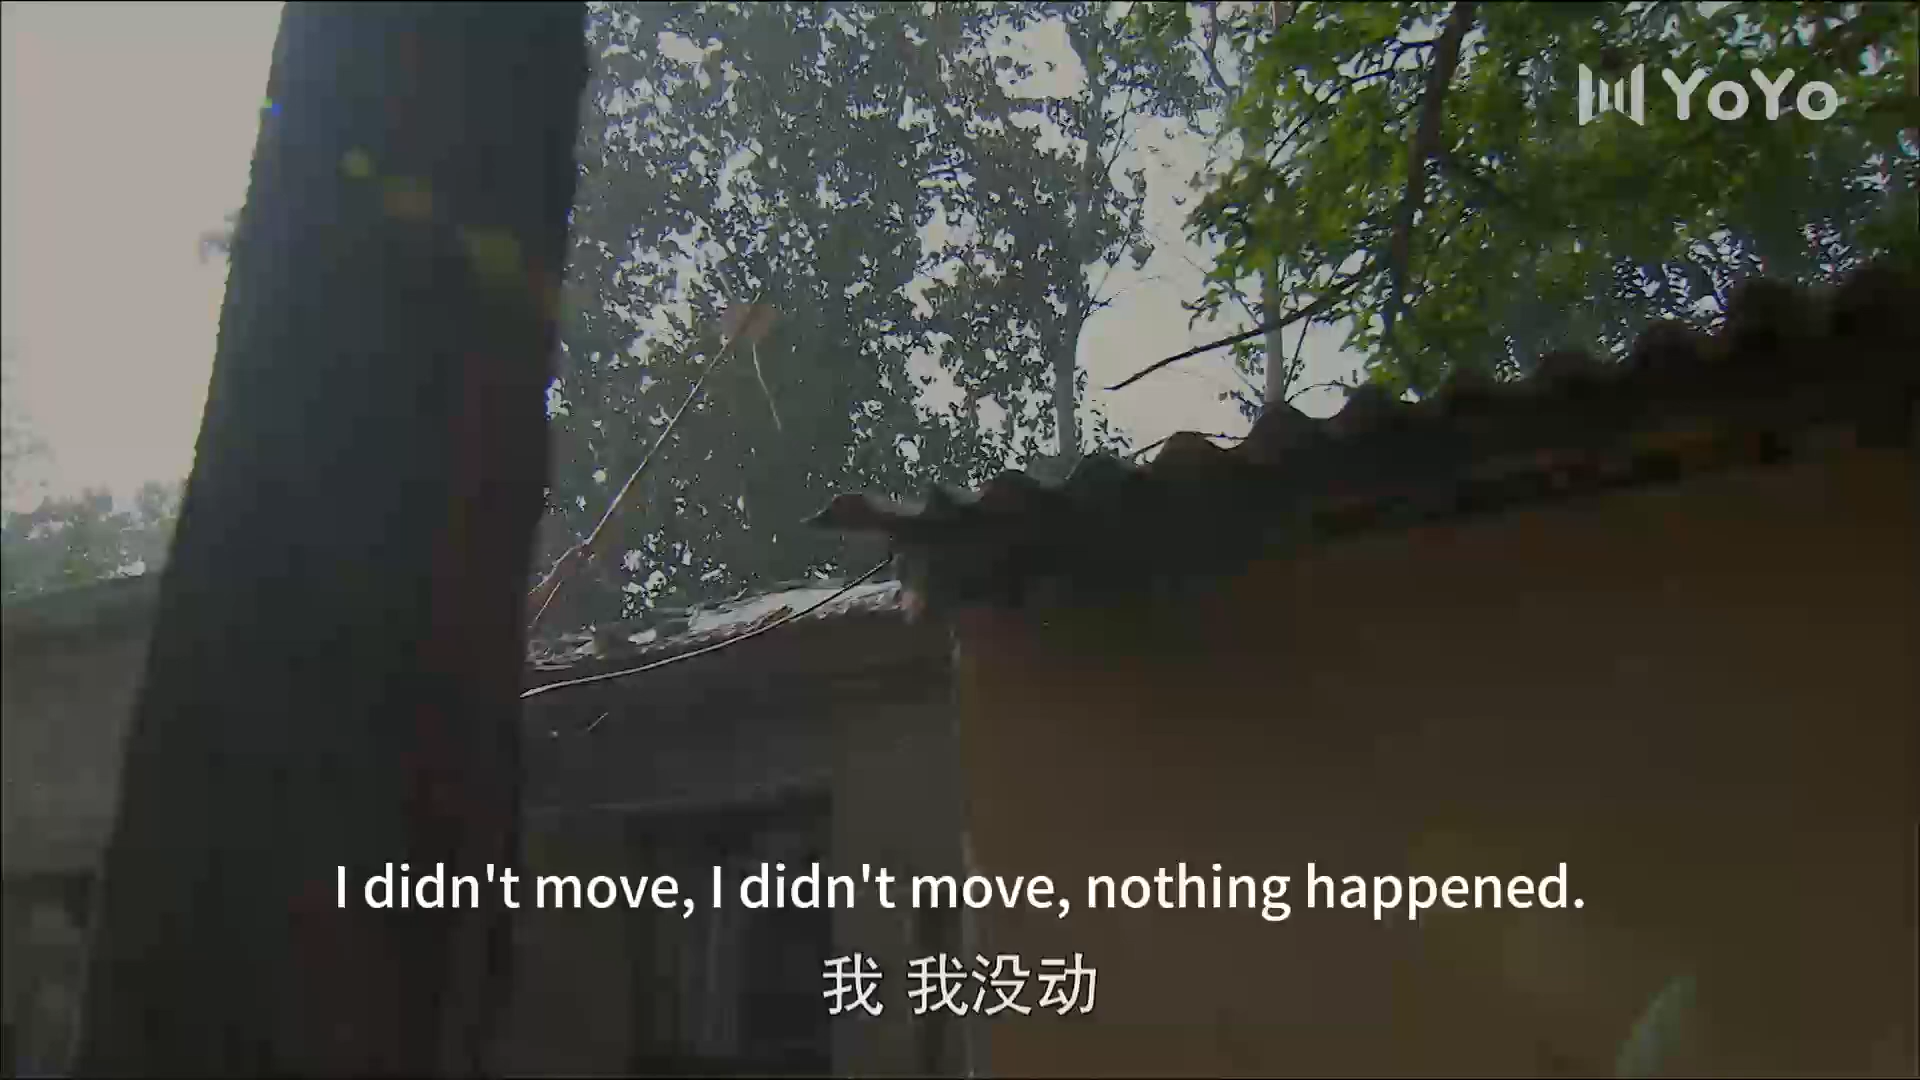 YoYo
I didn't move, I didn't move, nothing happened.
我 我没动